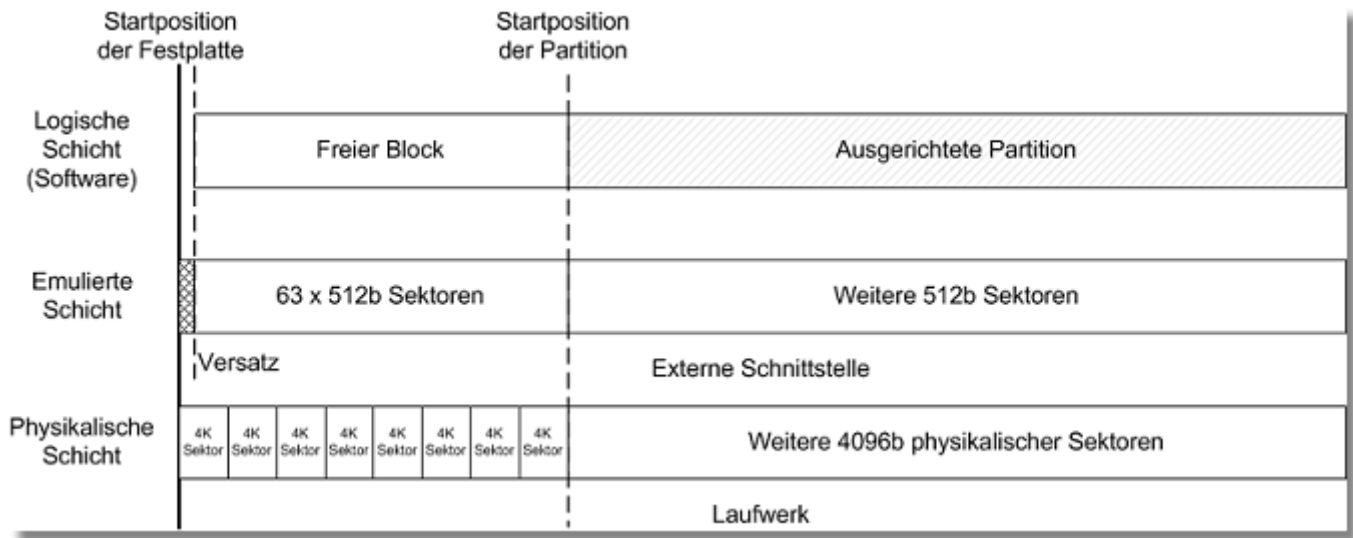 Startposition
der Festplatte
Startposition
der Partition
Logische
Schicht
(Software)
Freier Block
Ausgerichtete Partition
Emulierte
Schicht
63 x 512b Sektoren
Weitere 512b Sektoren
Versatz
Externe Schnittstelle
Physikalische
Schicht
4K
Sektor
4K
Sektor
4K
Sektor
4K
Sektor
4K
Sektor
4K
Sektor
4K
Sektor
4K
Sektor
Weitere 4096b physikalischer Sektoren
Laufwerk